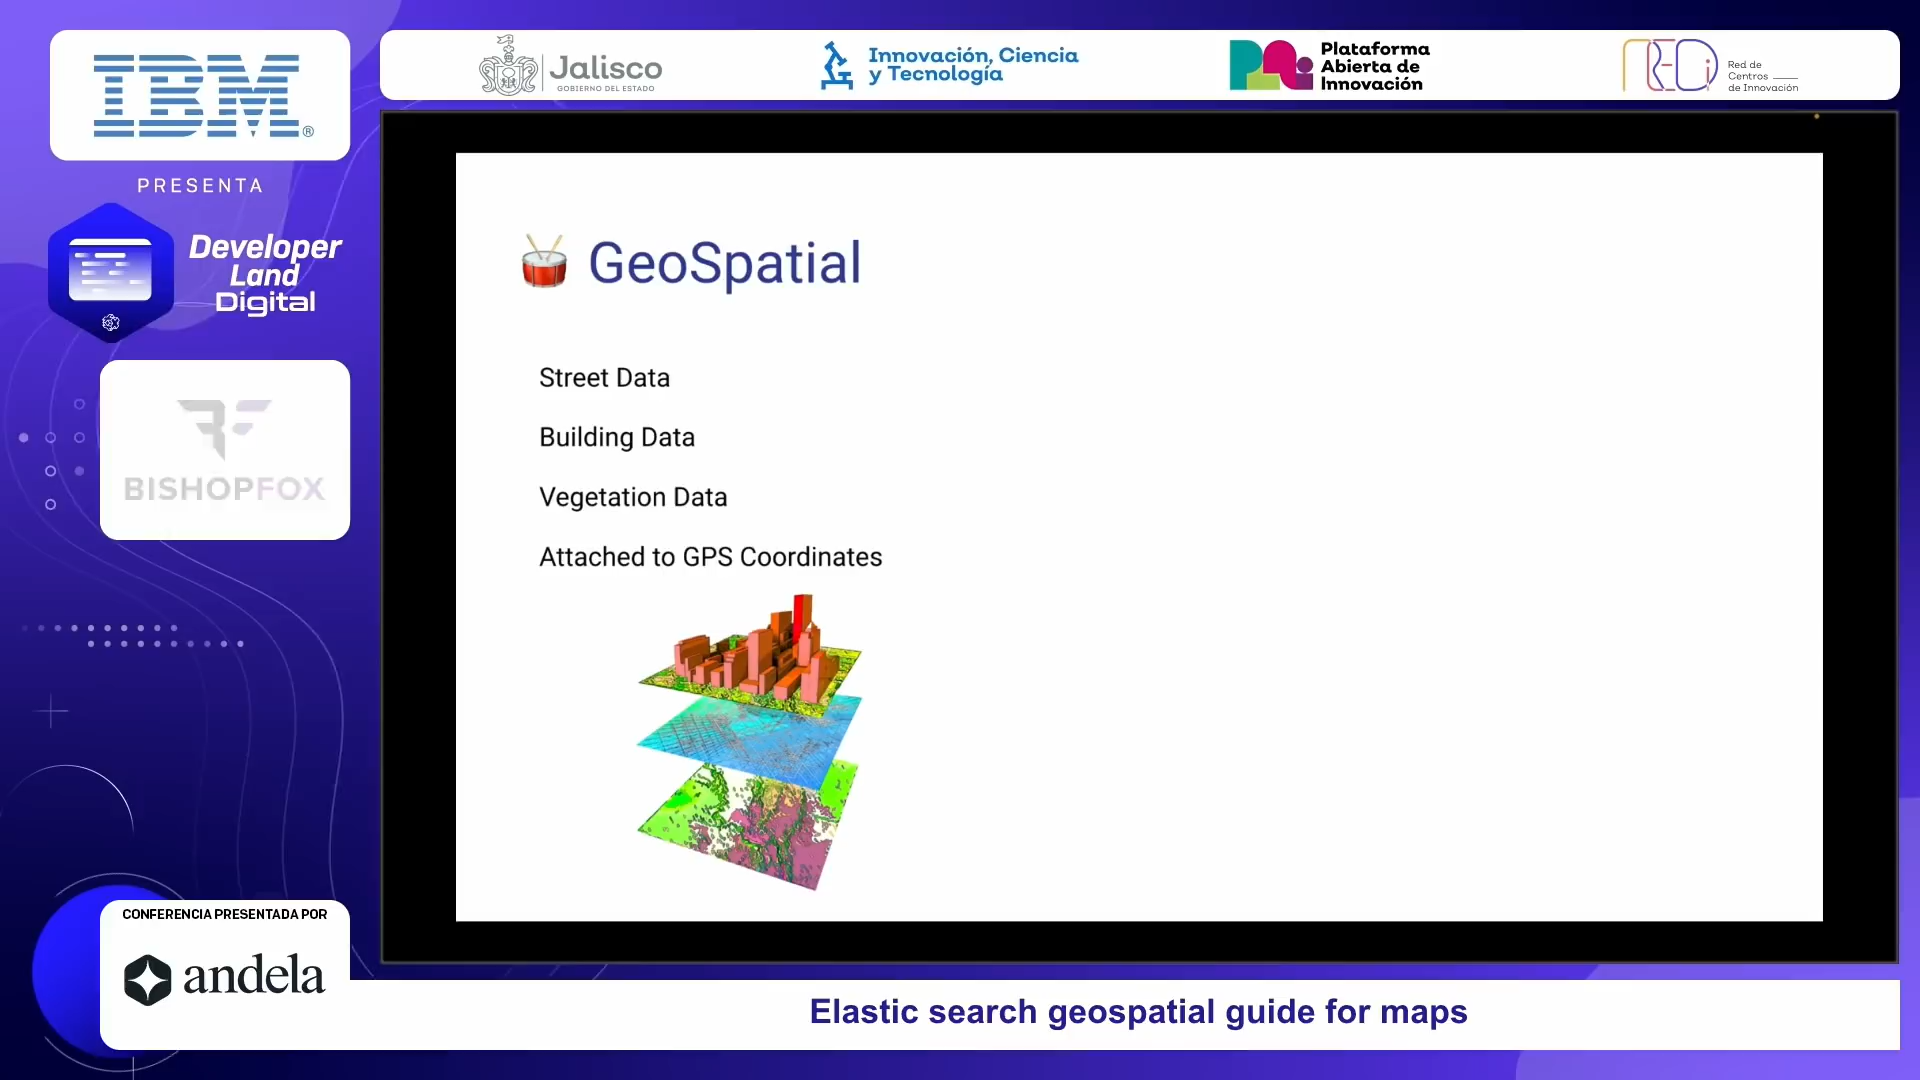 IBM®
PRESENTA
Developer
Land
Digital
BISHOPFOX
CONFERENCIA PRESENTADA POR
andela
Jalisco
GOBIERNO DEL ESTADO
Innovación, Ciencia
y Tecnología
Plataforma
Abierta de
Innovación
REDi
Red de
Centros
de Innovación
GeoSpatial
Street Data
Building Data
Vegetation Data
Attached to GPS Coordinates
Elastic search geospatial guide for maps